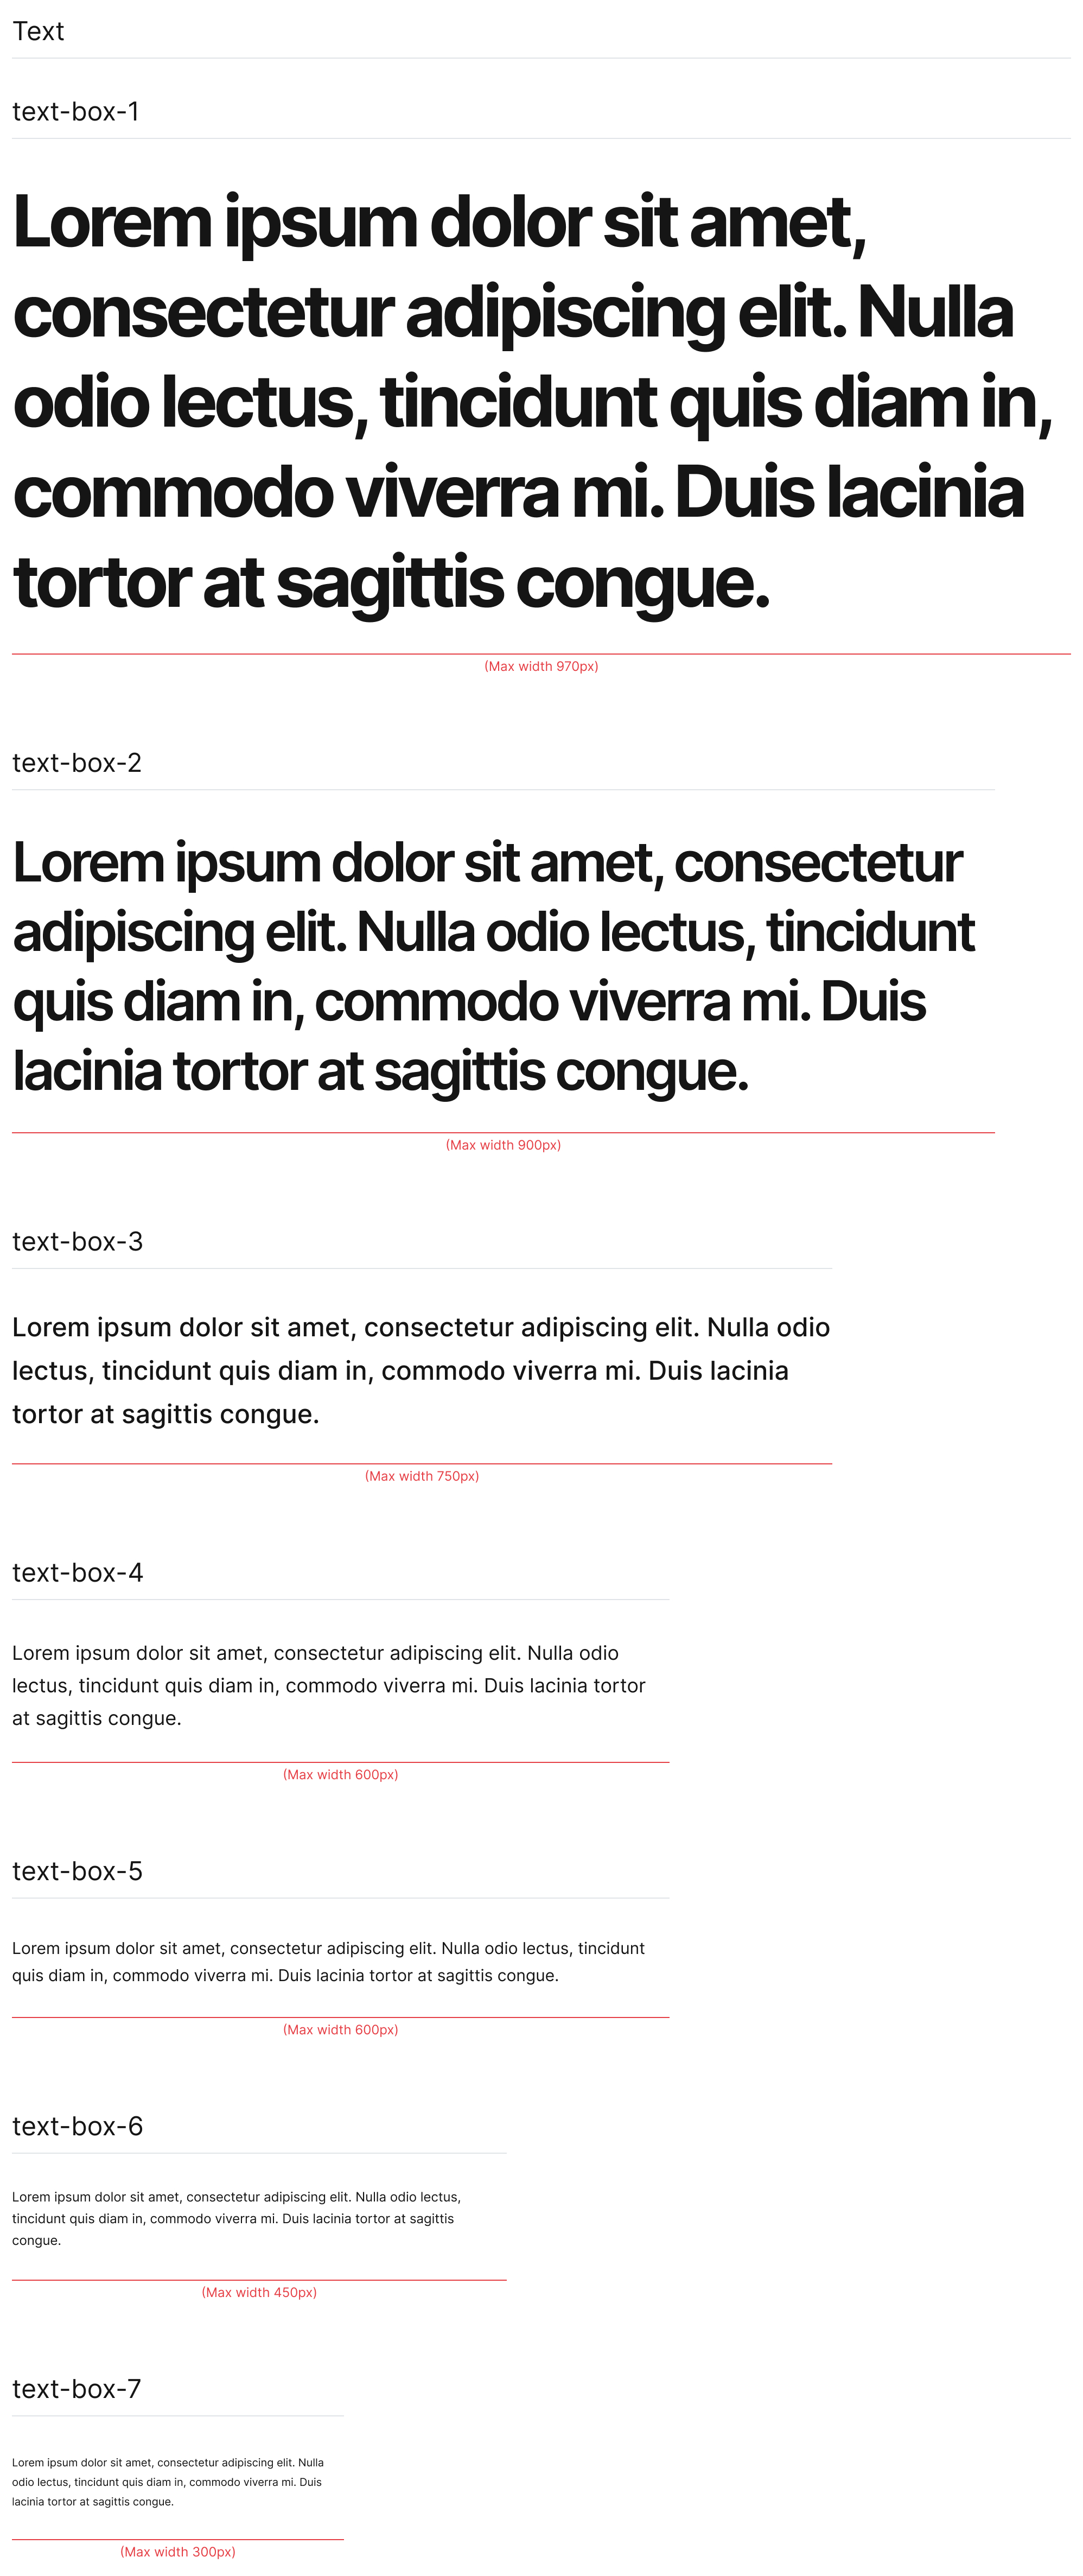 Text
text-box-1
Lorem ipsum dolor sit amet,
consectetur adipiscing elit. Nulla
odio lectus, tincidunt quis diam in,
commodo viverra mi. Duis lacinia
tortor at sagittis congue.
(Max width 970px)
text-box-2
Lorem ipsum dolor sit amet, consectetur
adipiscing elit. Nulla odio lectus, tincidunt
quis diam in, commodo viverra mi. Duis
lacinia tortor at sagittis congue.
(Max width 900px)
text-box-3
Lorem ipsum dolor sit amet, consectetur adipiscing elit. Nulla odio
lectus, tincidunt quis diam in, commodo viverra mi. Duis lacinia
tortor at sagittis congue.
(Max width 750px)
text-box-4
Lorem ipsum dolor sit amet, consectetur adipiscing elit. Nulla odio
lectus, tincidunt quis diam in, commodo viverra mi. Duis lacinia tortor
at sagittis congue.
(Max width 600px)
text-box-5
Lorem ipsum dolor sit amet, consectetur adipiscing elit. Nulla odio lectus, tincidunt
quis diam in, commodo viverra mi. Duis lacinia tortor at sagittis congue.
(Max width 600px)
text-box-6
Lorem ipsum dolor sit amet, consectetur adipiscing elit. Nulla odio lectus,
tincidunt quis diam in, commodo viverra mi. Duis lacinia tortor at sagittis
congue.
(Max width 450px)
text-box-7
Lorem ipsum dolor sit amet, consectetur adipiscing elit. Nulla
odio lectus, tincidunt quis diam in, commodo viverra mi. Duis
lacinia tortor at sagittis congue.
(Max width 300px)